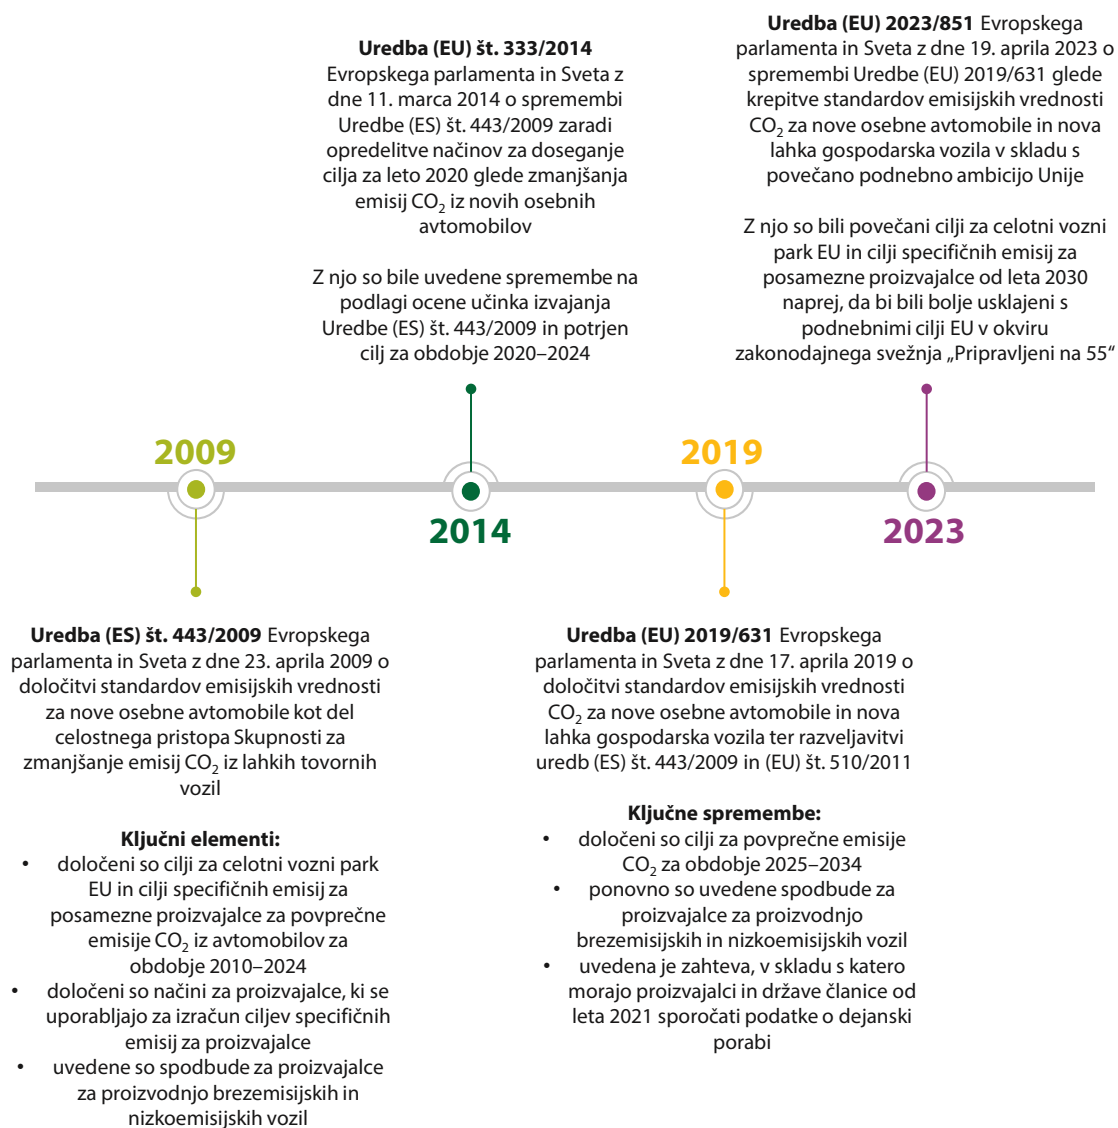 Uredba (EU) št. 333/2014
Evropskega parlamenta in Sveta z
dne 11. marca 2014 o spremembi
Uredbe (ES) št. 443/2009 zaradi
opredelitve načinov za doseganje
cilja za leto 2020 glede zmanjšanja
emisij CO₂ iz novih osebnih
avtomobilov
Z njo so bile uvedene spremembe na
podlagi ocene učinka izvajanja
Uredbe (ES) št. 443/2009 in potrjen
cilj za obdobje 2020–2024
Uredba (EU) 2023/851 Evropskega
parlamenta in Sveta z dne 19. aprila 2023 o
spremembi Uredbe (EU) 2019/631 glede
krepitve standardov emisijskih vrednosti
CO₂ za nove osebne avtomobile in nova
lahka gospodarska vozila v skladu s
povečano podnebno ambicijo Unije
Z njo so bili povečani cilji za celotni vozni
park EU in cilji specifičnih emisij za
posamezne proizvajalce od leta 2030
naprej, da bi bili bolje usklajeni s
podnebnimi cilji EU v okviru
zakonodajnega svežnja „Pripravljeni na 55“
2009
2014
2019
2023
Uredba (ES) št. 443/2009 Evropskega
parlamenta in Sveta z dne 23. aprila 2009 o
določitvi standardov emisijskih vrednosti
za nove osebne avtomobile kot del
celostnega pristopa Skupnosti za
zmanjšanje emisij CO₂ iz lahkih tovornih
vozil
Ključni elementi:
• določeni so cilji za celotni vozni park
EU in cilji specifičnih emisij za
posamezne proizvajalce za povprečne
emisije CO₂ iz avtomobilov za
obdobje 2010–2024
• določeni so načini za proizvajalce, ki se
uporabljajo za izračun ciljev specifičnih
emisij za proizvajalce
• uvedene so spodbude za proizvajalce
za proizvodnjo brezemisijskih in
nizkoemisijskih vozil
Uredba (EU) 2019/631 Evropskega
parlamenta in Sveta z dne 17. aprila 2019 o
določitvi standardov emisijskih vrednosti
CO₂ za nove osebne avtomobile in nova
lahka gospodarska vozila ter razveljavitvi
uredb (ES) št. 443/2009 in (EU) št. 510/2011
Ključne spremembe:
• določeni so cilji za povprečne emisije
CO₂ za obdobje 2025–2034
• ponovno so uvedene spodbude za
proizvajalce za proizvodnjo
brezemisijskih in nizkoemisijskih vozil
• uvedena je zahteva, v skladu s katero
morajo proizvajalci in države članice od
leta 2021 sporočati podatke o dejanski
porabi